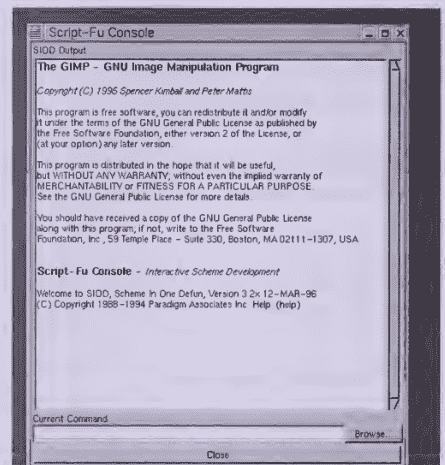 Script-Fu Console
SIOD Output
The GIMP - GNU Image Manipulation Program
Copyright (C) 1995 Spencer Kimball and Peter Mattis
This program is free software, you can redistribute it and/or modify
it under the terms of the GNU General Public License as published by
the Free Software Foundation, either version 2 of the License, or
(at your option) any later version.
This program is distributed in the hope that it will be useful,
but WITHOUT ANY WARRANTY; without even the implied warranty of
MERCHANTABILITY or FITNESS FOR A PARTICULAR PURPOSE.
See the GNU General Public License for more details.
You should have received a copy of the GNU General Public License
along with this program, if not, write to the Free Software
Foundation, Inc , 59 Temple Place - Suite 330, Boston, MA 02111-1307, USA
Script-Fu Console - Interactive Scheme Development
Welcome to SIOD, Scheme In One Defun, Version 3 2x 12-MAR-96
(C) Copyright 1988-1994 Paradigm Associates Inc Help (help)
Current Command
Browse...
Close